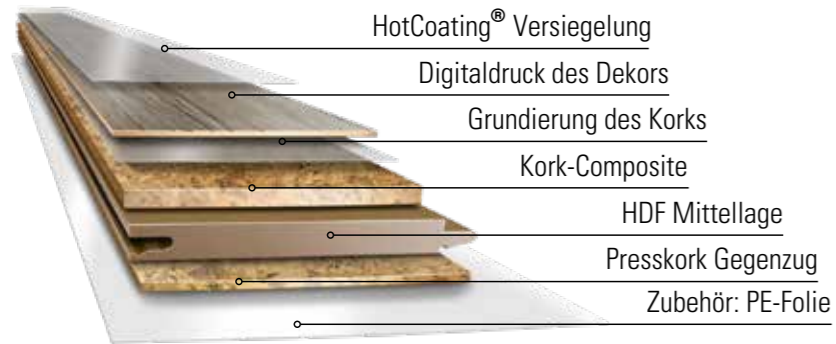 HotCoating® Versiegelung
Digitaldruck des Dekors
Grundierung des Korks
Kork-Composite
HDF Mittellage
Presskork Gegenzug
Zubehör: PE-Folie